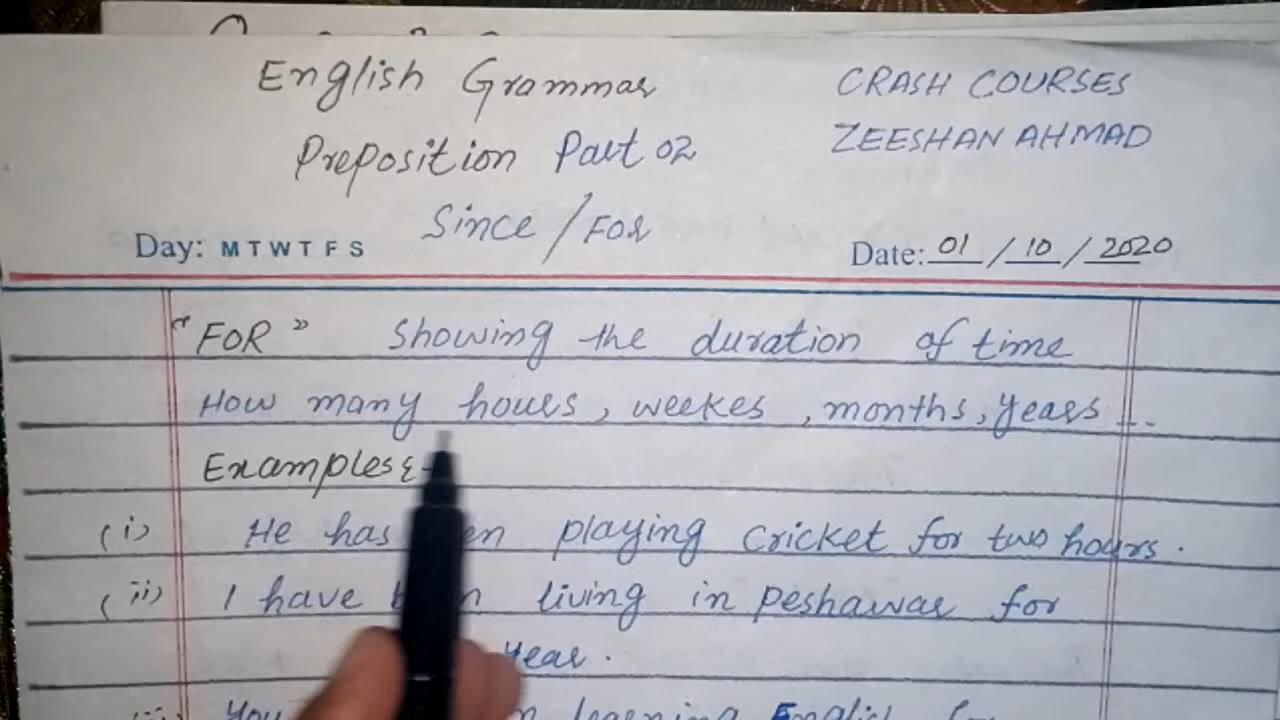 English Grammar
CRASH COURSES
Preposition Part 02
ZEESHAN AHMAD
Since / FOR
Day: M T W T F S
Date: 01 / 10 / 2020
"FOR" showing the duration of time
How many hours, weekes, months, years ...
Examples:-
(i) He has playing cricket for two hours.
(ii) I have living in peshawar for
year.
You learning English